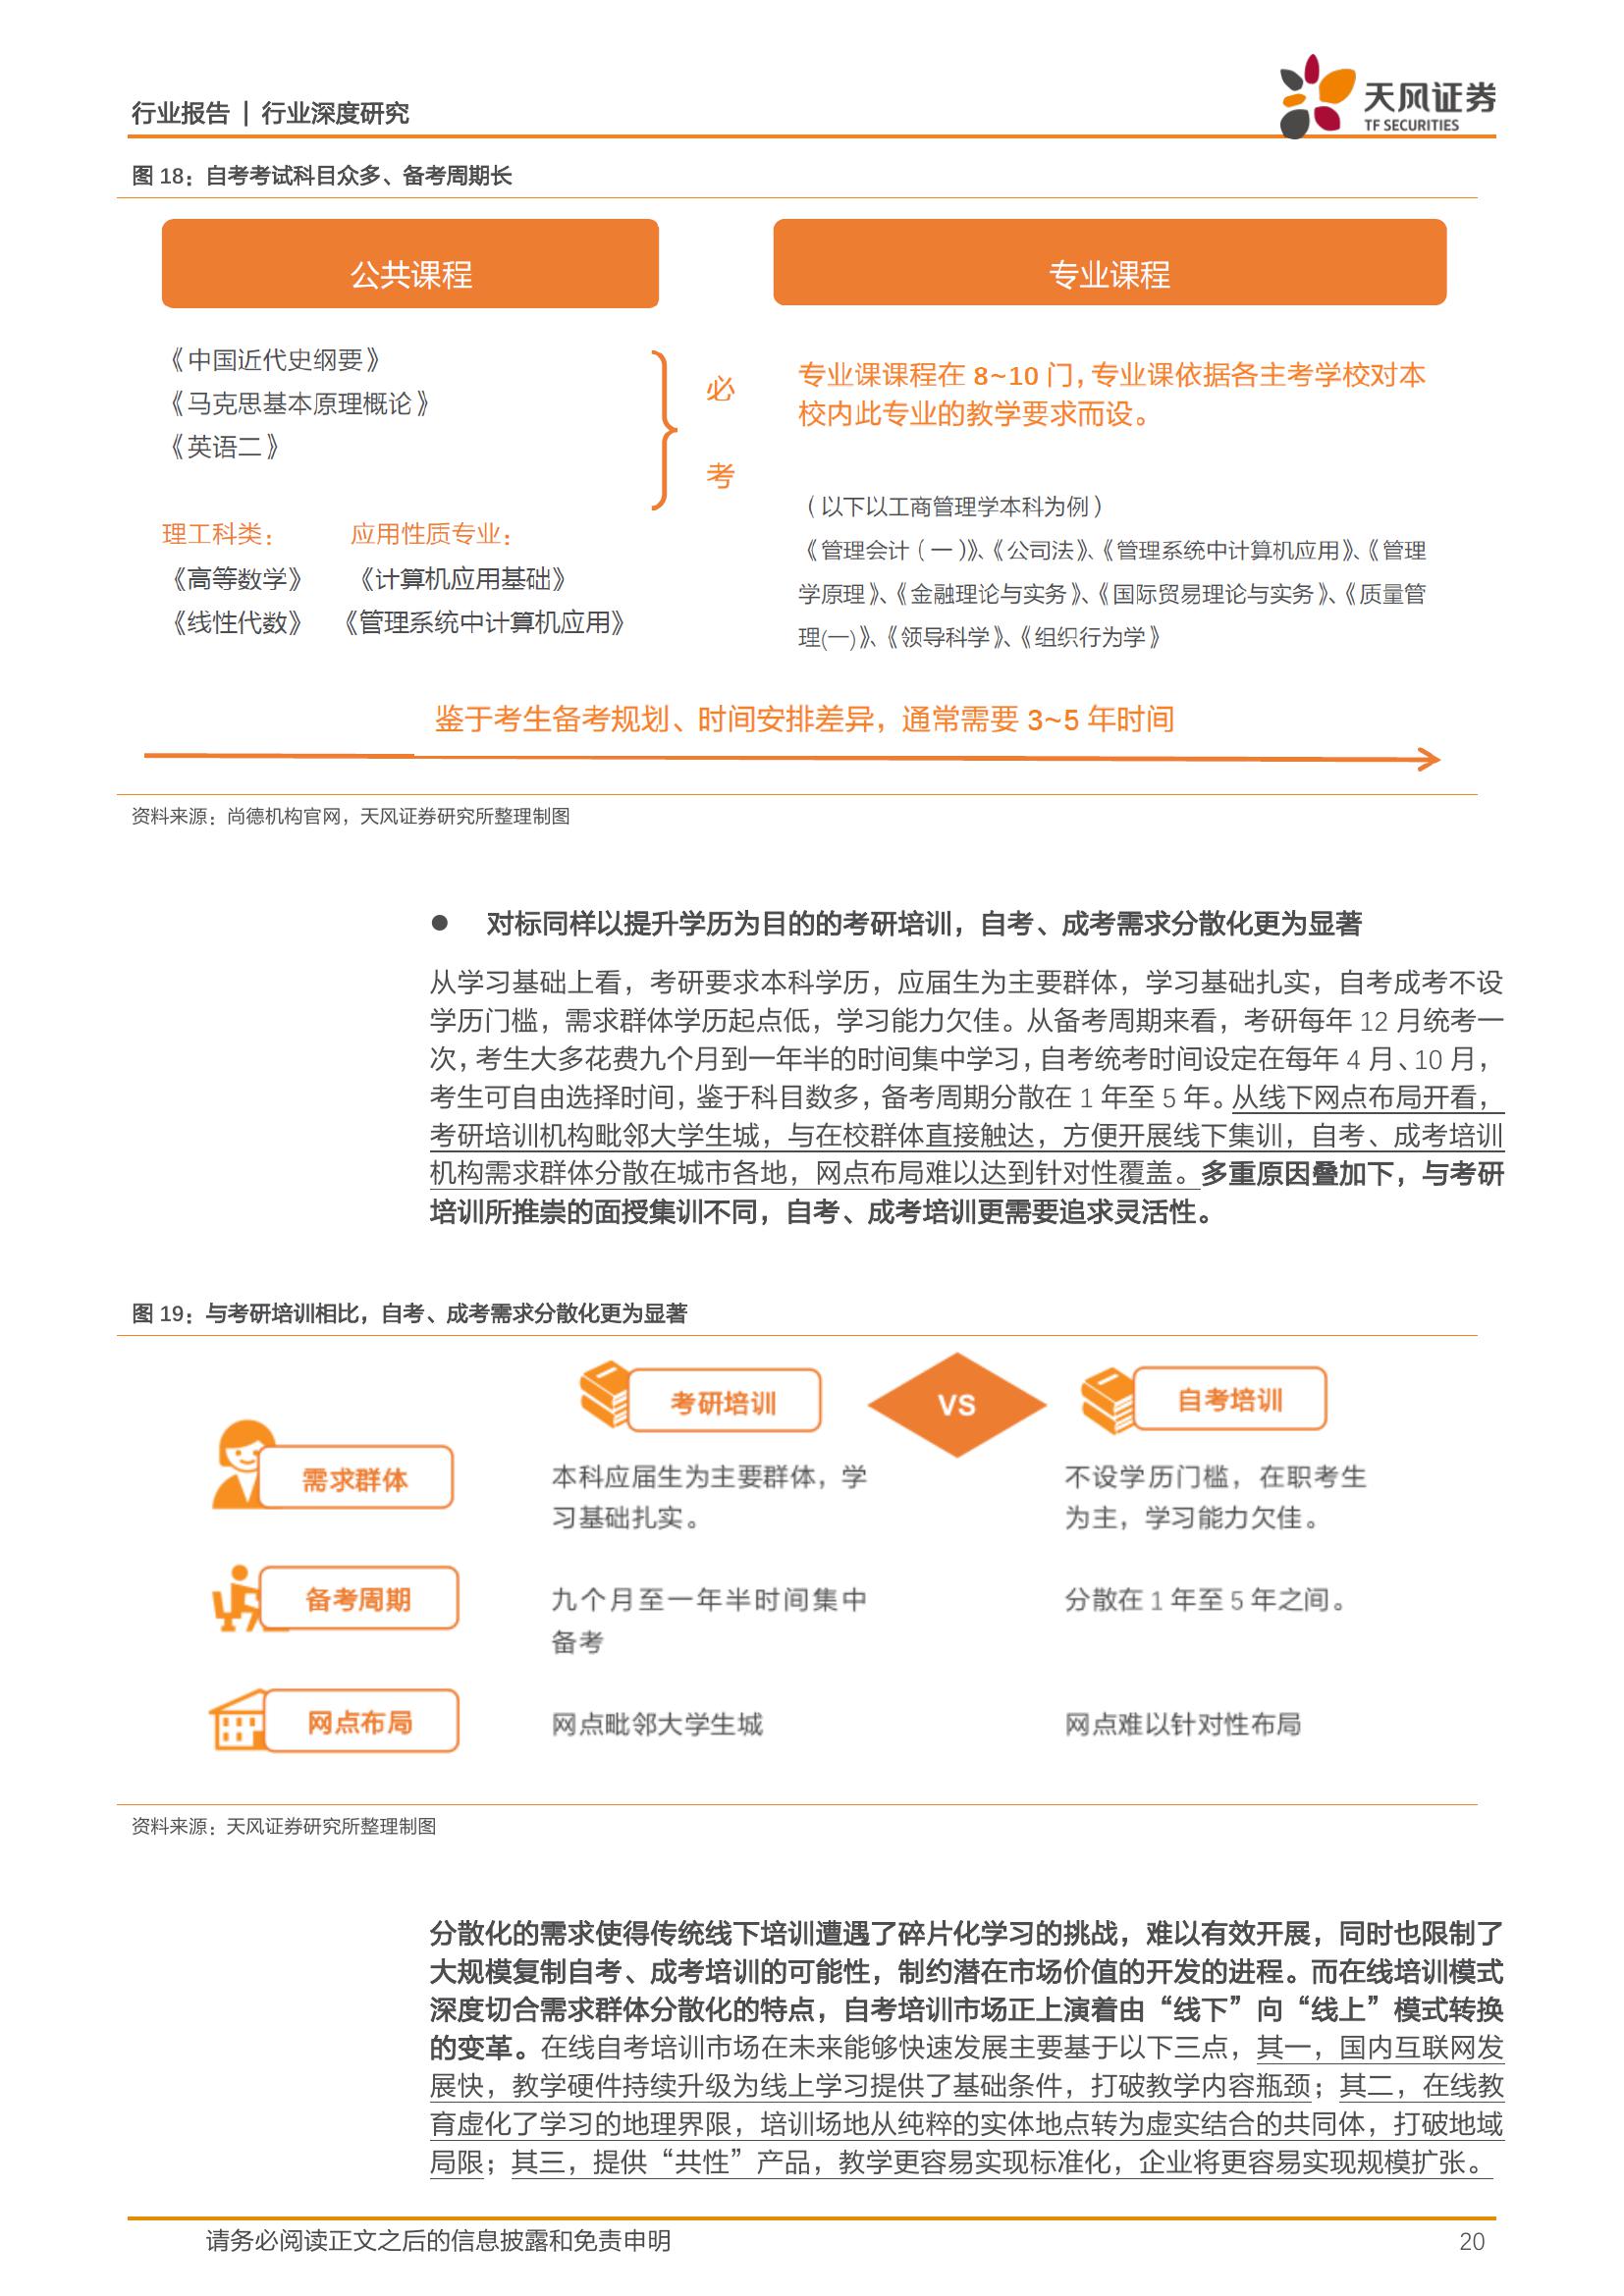 行业报告 | 行业深度研究
天风证券
TF SECURITIES
图 18：自考考试科目众多、备考周期长
公共课程
专业课程
《中国近代史纲要》
《马克思基本原理概论》
《英语二》
必
考
理工科类： 应用性质专业：
《高等数学》 《计算机应用基础》
《线性代数》 《管理系统中计算机应用》
专业课课程在 8~10 门，专业课依据各主考学校对本
校内此专业的教学要求而设。
（以下以工商管理学本科为例）
《管理会计（一）》、《公司法》、《管理系统中计算机应用》、《管理
学原理》、《金融理论与实务》、《国际贸易理论与实务》、《质量管
理(一)》、《领导科学》、《组织行为学》
鉴于考生备考规划、时间安排差异，通常需要 3~5 年时间
资料来源：尚德机构官网，天风证券研究所整理制图
● 对标同样以提升学历为目的的考研培训，自考、成考需求分散化更为显著
从学习基础上看，考研要求本科学历，应届生为主要群体，学习基础扎实，自考成考不设
学历门槛，需求群体学历起点低，学习能力欠佳。从备考周期来看，考研每年 12 月统考一
次，考生大多花费九个月到一年半的时间集中学习，自考统考时间设定在每年 4 月、10 月，
考生可自由选择时间，鉴于科目数多，备考周期分散在 1 年至 5 年。从线下网点布局开看，
考研培训机构毗邻大学生城，与在校群体直接触达，方便开展线下集训，自考、成考培训
机构需求群体分散在城市各地，网点布局难以达到针对性覆盖。多重原因叠加下，与考研
培训所推崇的面授集训不同，自考、成考培训更需要追求灵活性。
图 19：与考研培训相比，自考、成考需求分散化更为显著
考研培训
VS
自考培训
需求群体
本科应届生为主要群体，学
习基础扎实。
不设学历门槛，在职考生
为主，学习能力欠佳。
备考周期
九个月至一年半时间集中
备考
分散在 1 年至 5 年之间。
网点布局
网点毗邻大学生城
网点难以针对性布局
资料来源：天风证券研究所整理制图
分散化的需求使得传统线下培训遭遇了碎片化学习的挑战，难以有效开展，同时也限制了
大规模复制自考、成考培训的可能性，制约潜在市场价值的开发的进程。而在线培训模式
深度切合需求群体分散化的特点，自考培训市场正上演着由“线下”向“线上”模式转换
的变革。在线自考培训市场在未来能够快速发展主要基于以下三点，其一，国内互联网发
展快，教学硬件持续升级为线上学习提供了基础条件，打破教学内容瓶颈；其二，在线教
育虚化了学习的地理界限，培训场地从纯粹的实体地点转为虚实结合的共同体，打破地域
局限；其三，提供“共性”产品，教学更容易实现标准化，企业将更容易实现规模扩张。
请务必阅读正文之后的信息披露和免责申明
20